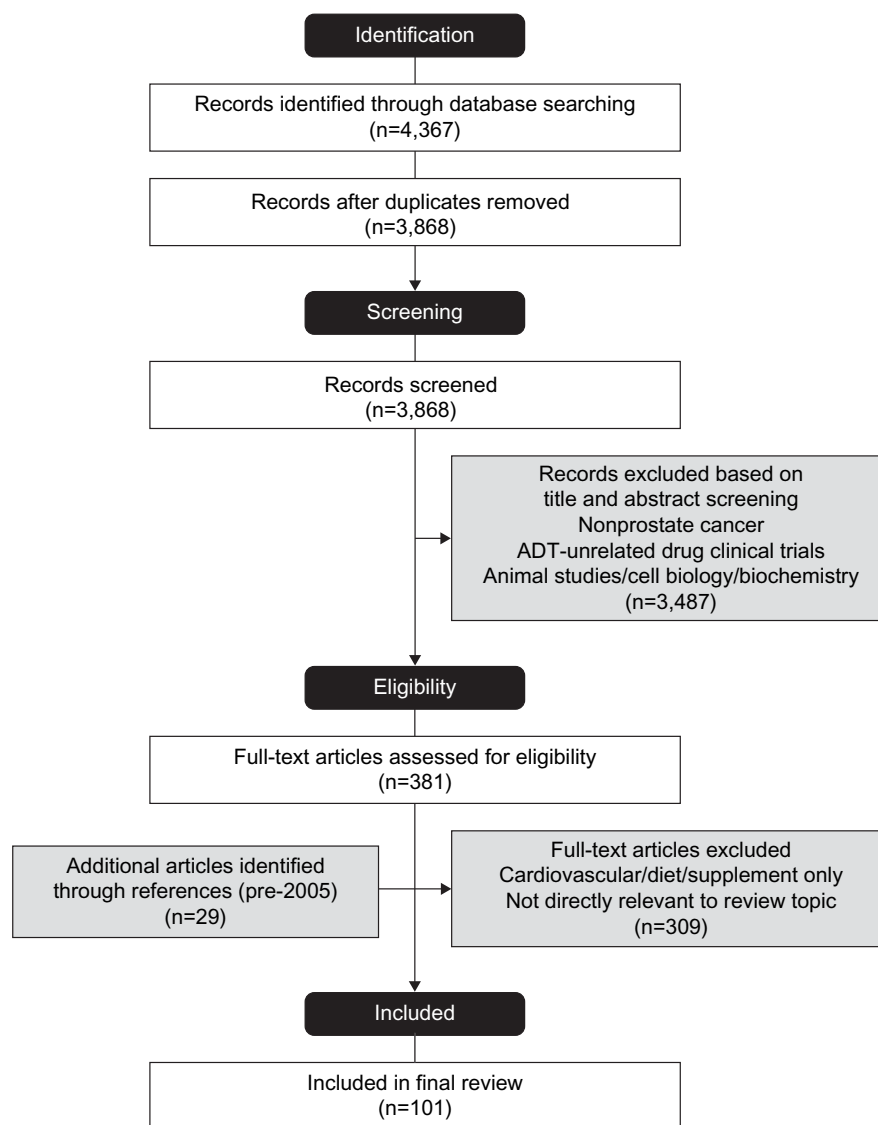 Identification
Records identified through database searching
(n=4,367)
Records after duplicates removed
(n=3,868)
Screening
Records screened
(n=3,868)
Records excluded based on
title and abstract screening
Nonprostate cancer
ADT-unrelated drug clinical trials
Animal studies/cell biology/biochemistry
(n=3,487)
Eligibility
Full-text articles assessed for eligibility
(n=381)
Additional articles identified
through references (pre-2005)
(n=29)
Full-text articles excluded
Cardiovascular/diet/supplement only
Not directly relevant to review topic
(n=309)
Included
Included in final review
(n=101)